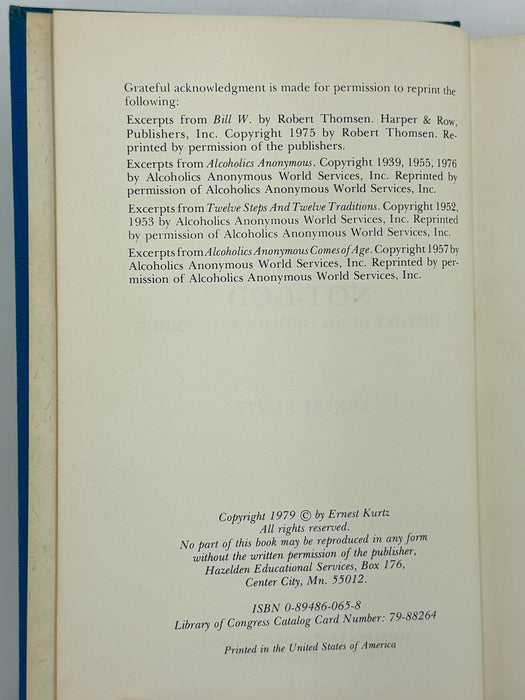 Grateful acknowledgment is made for permission to reprint the
following:
Excerpts from Bill W. by Robert Thomsen. Harper & Row,
Publishers, Inc. Copyright 1975 by Robert Thomsen. Re-
printed by permission of the publishers.
Excerpts from Alcoholics Anonymous. Copyright 1939, 1955, 1976
by Alcoholics Anonymous World Services, Inc. Reprinted by
permission of Alcoholics Anonymous World Services, Inc.
Excerpts from Twelve Steps And Twelve Traditions. Copyright 1952,
1953 by Alcoholics Anonymous World Services, Inc. Reprinted
by permission of Alcoholics Anonymous World Services, Inc.
Excerpts from Alcoholics Anonymous Comes of Age. Copyright 1957 by
Alcoholics Anonymous World Services, Inc. Reprinted by per-
mission of Alcoholics Anonymous World Services, Inc.
Copyright 1979 © by Ernest Kurtz
All rights reserved.
No part of this book may be reproduced in any form
without the written permission of the publisher,
Hazelden Educational Services, Box 176,
Center City, Mn. 55012.
ISBN 0-89486-065-8
Library of Congress Catalog Card Number: 79-88264
Printed in the United States of America